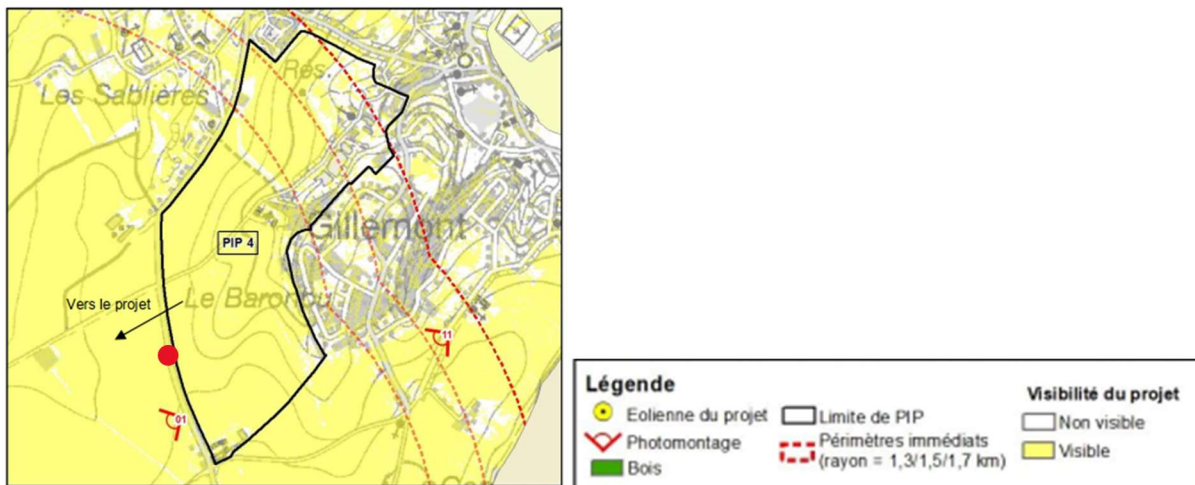 Les Sablières
Rés.
Gillemont
PIP 4
Vers le projet
Le Baronou
11
01
Légende
Eolienne du projet
Photomontage
Bois
Limite de PIP
Périmètres immédiats
(rayon = 1,3/1,5/1,7 km)
Visibilité du projet
Non visible
Visible